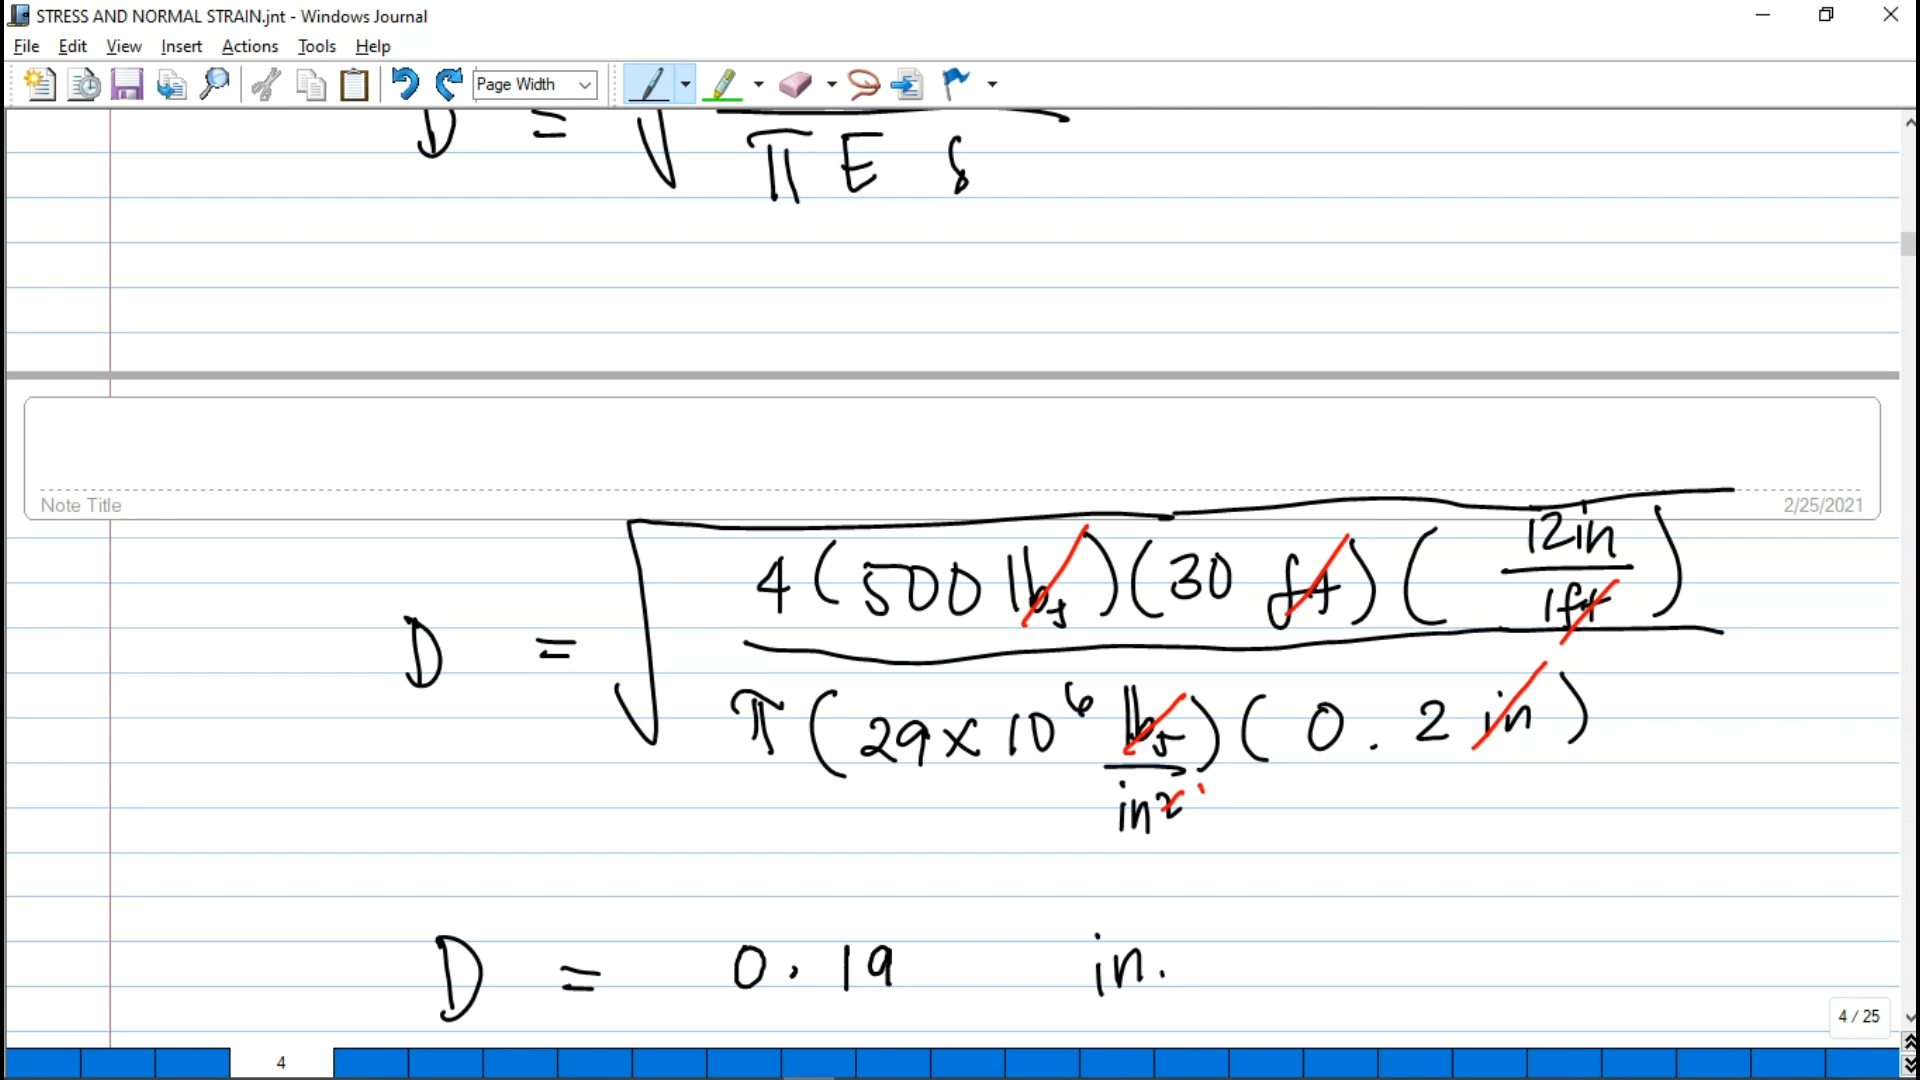 STRESS AND NORMAL STRAIN.jnt - Windows Journal
File Edit View Insert Actions Tools Help
Page Width
D = √
π E δ
Note Title 2/25/2021
12in
4(500 lbs)(30 ft)( )
1ft
D = √
π(29x10⁶ lbs)(0.2 in)
in²
D = 0.19 in.
4 / 25
4